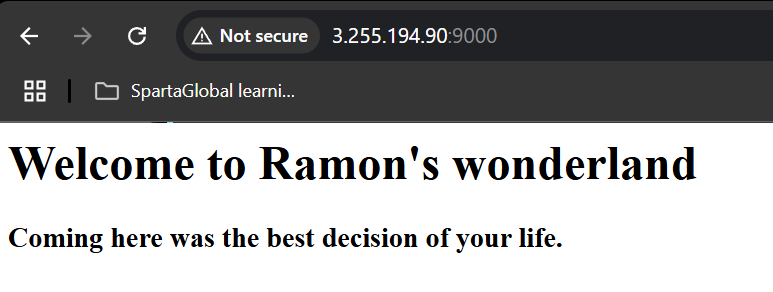 Not secure 3.255.194.90:9000
SpartaGlobal learni...
Welcome to Ramon's wonderland
Coming here was the best decision of your life.